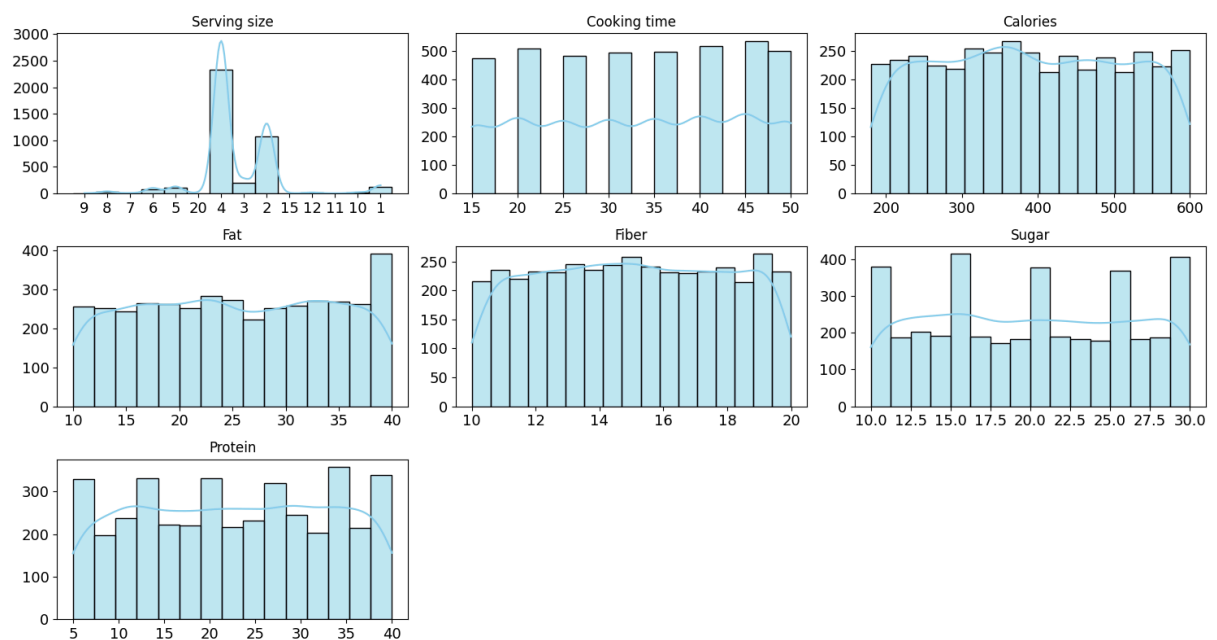 Serving size
3000
2500
2000
1500
1000
500
0
9 8 7 6 5 20 4 3 2 15 12 11 10 1
Cooking time
500
400
300
200
100
0
15 20 25 30 35 40 45 50
Calories
250
200
150
100
50
0
200 300 400 500 600
Fat
400
300
200
100
0
10 15 20 25 30 35 40
Fiber
250
200
150
100
50
0
10 12 14 16 18 20
Sugar
400
300
200
100
0
10.0 12.5 15.0 17.5 20.0 22.5 25.0 27.5 30.0
Protein
300
200
100
0
5 10 15 20 25 30 35 40